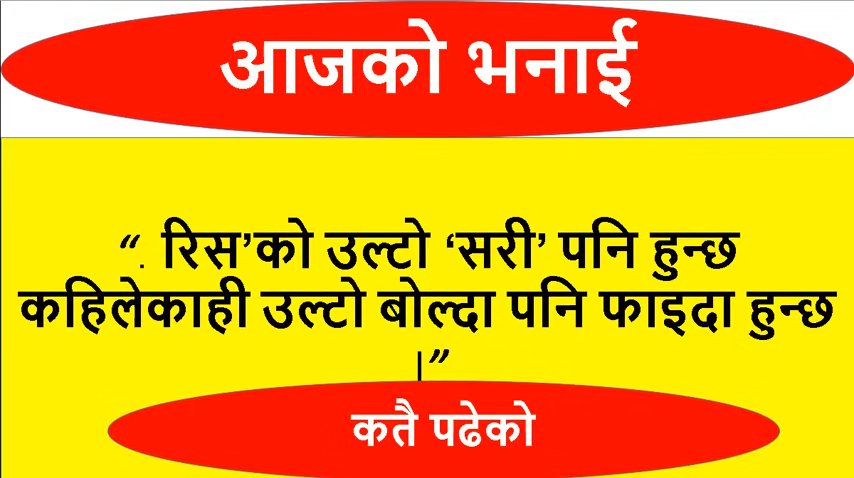 आजको भनाई
“. रिस’को उल्टो ‘सरी’ पनि हुन्छ
कहिलेकाही उल्टो बोल्दा पनि फाइदा हुन्छ
।”
कतै पढेको